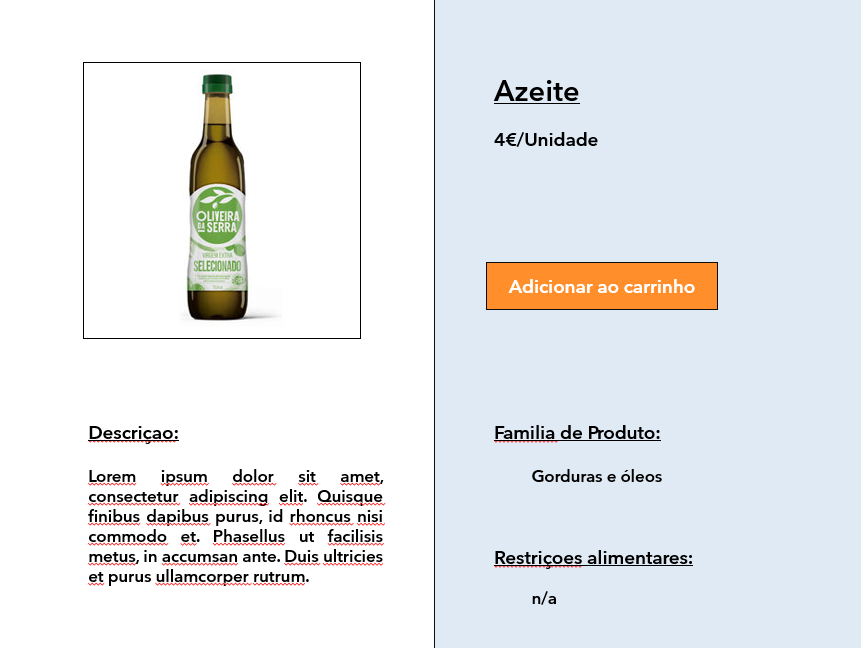 Azeite
4€/Unidade
OLIVEIRA
DA SERRA
VIRGEM EXTRA
SELECIONADO
Adicionar ao carrinho
Descriçao:
Lorem ipsum dolor sit amet,
consectetur adipiscing elit. Quisque
finibus dapibus purus, id rhoncus nisi
commodo et. Phasellus ut facilisis
metus, in accumsan ante. Duis ultricies
et purus ullamcorper rutrum.
Familia de Produto:
Gorduras e óleos
Restriçoes alimentares:
n/a